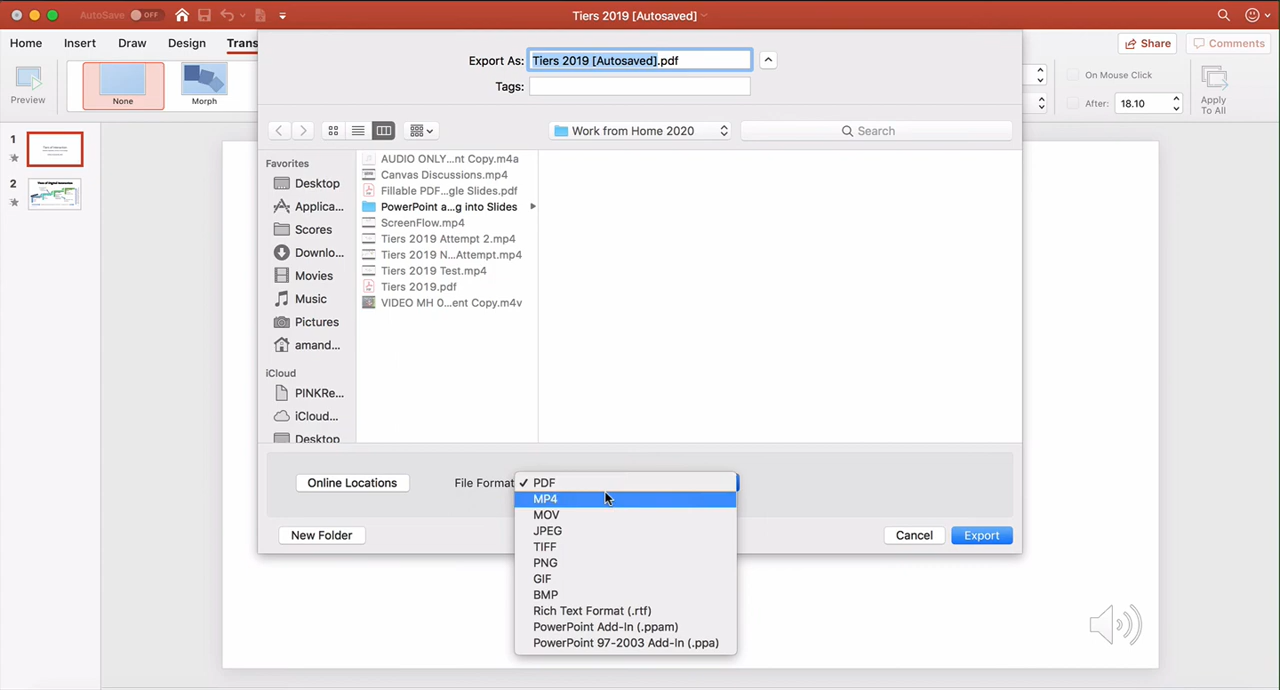 AutoSave OFF
Tiers 2019 [Autosaved]
Home Insert Draw Design Trans
Share Comments
Preview
None
Morph
On Mouse Click
After: 18.10
Apply
To All
Export As: Tiers 2019 [Autosaved].pdf
Tags:
Work from Home 2020
Search
1
2
Favorites
Desktop
Applica...
Scores
Downlo...
Movies
Music
Pictures
amand...
iCloud
PINKRe...
iCloud...
Desktop
AUDIO ONLY...nt Copy.m4a
Canvas Discussions.mp4
Fillable PDF...gle Slides.pdf
PowerPoint a...g into Slides
ScreenFlow.mp4
Tiers 2019 Attempt 2.mp4
Tiers 2019 N...Attempt.mp4
Tiers 2019 Test.mp4
Tiers 2019.pdf
VIDEO MH 0...ent Copy.m4v
Online Locations
File Format
PDF
MP4
MOV
JPEG
TIFF
PNG
GIF
BMP
Rich Text Format (.rtf)
PowerPoint Add-In (.ppam)
PowerPoint 97-2003 Add-In (.ppa)
New Folder
Cancel
Export